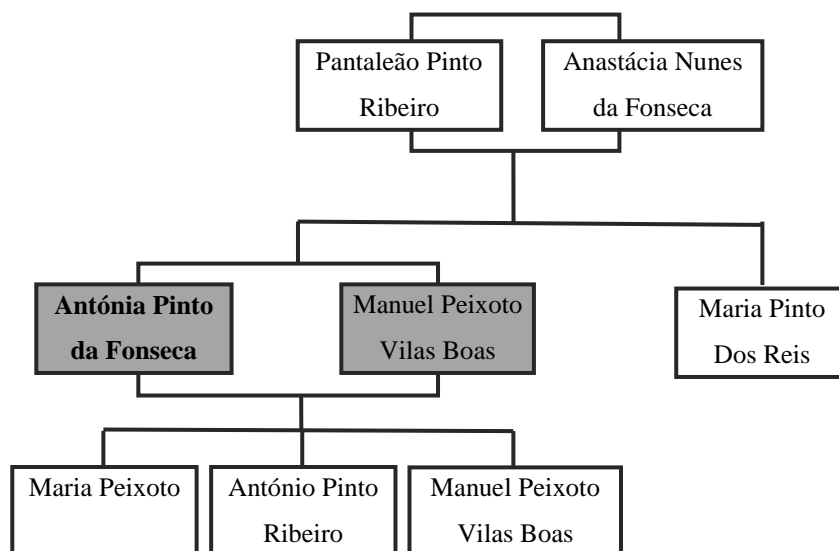 Pantaleão Pinto
Ribeiro
Anastácia Nunes
da Fonseca
Antónia Pinto
da Fonseca
Manuel Peixoto
Vilas Boas
Maria Pinto
Dos Reis
Maria Peixoto
António Pinto
Ribeiro
Manuel Peixoto
Vilas Boas